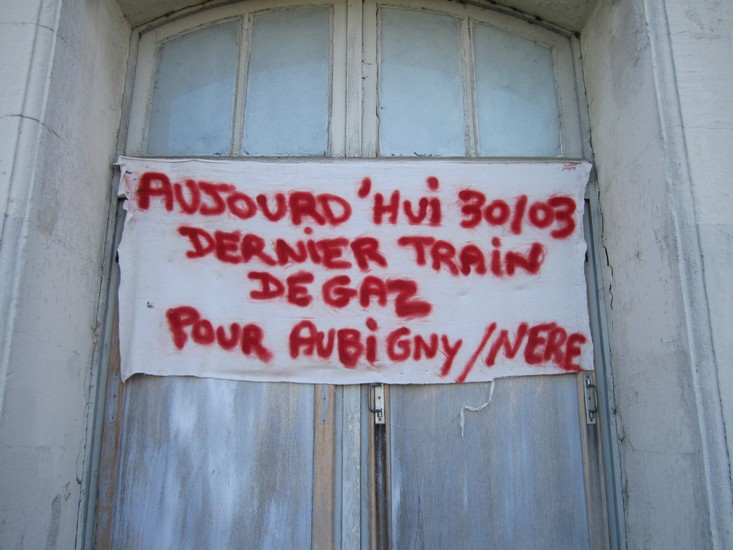 AUJOURD'HUi 30/03
DERNiER TRAiN
DE GAZ
POUR AUBiGNY/NERE